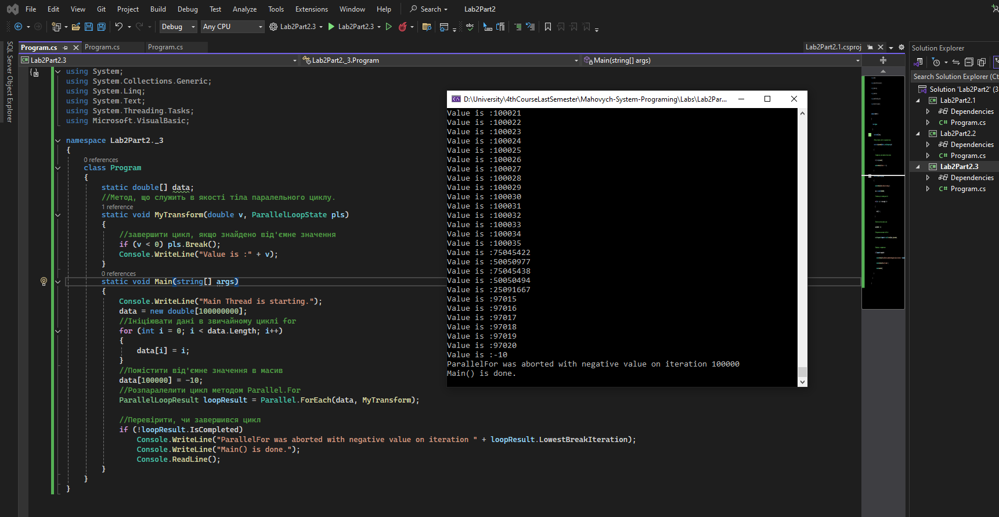 File Edit View Git Project Build Debug Test Analyze Tools Extensions Window Help Search Lab2Part2
Debug Any CPU Lab2Part2.3 Lab2Part2.3
SQL Server Object Explorer
Program.cs Program.cs Program.cs Lab2Part2.1.csproj
Lab2Part2.3 Lab2Part2._3.Program Main(string[] args)
using System;
using System.Collections.Generic;
using System.Linq;
using System.Text;
using System.Threading.Tasks;
using Microsoft.VisualBasic;
namespace Lab2Part2._3
{
0 references
class Program
{
static double[] data;
//Метод, що служить в якості тіла паралельного циклу.
1 reference
static void MyTransform(double v, ParallelLoopState pls)
{
//завершити цикл, якщо знайдено від'ємне значення
if (v < 0) pls.Break();
Console.WriteLine("Value is :" + v);
}
0 references
static void Main(string[] args)
{
Console.WriteLine("Main Thread is starting.");
data = new double[100000000];
//Ініціювати дані в звичайному циклі for
for (int i = 0; i < data.Length; i++)
{
data[i] = i;
}
//Помістити від'ємне значення в масив
data[100000] = -10;
//Розпаралелити цикл методом Parallel.For
ParallelLoopResult loopResult = Parallel.ForEach(data, MyTransform);
//Перевірити, чи завершився цикл
if (!loopResult.IsCompleted)
Console.WriteLine("ParallelFor was aborted with negative value on iteration " + loopResult.LowestBreakIteration);
Console.WriteLine("Main() is done.");
Console.ReadLine();
}
}
}
D:\University\4thCourseLastSemester\Mahovych-System-Programing\Labs\Lab2Par...
Value is :100021
Value is :100022
Value is :100023
Value is :100024
Value is :100025
Value is :100026
Value is :100027
Value is :100028
Value is :100029
Value is :100030
Value is :100031
Value is :100032
Value is :100033
Value is :100034
Value is :100035
Value is :75045422
Value is :50050977
Value is :75045438
Value is :50050494
Value is :25091667
Value is :97015
Value is :97016
Value is :97017
Value is :97018
Value is :97019
Value is :97020
Value is :-10
ParallelFor was aborted with negative value on iteration 100000
Main() is done.
Solution Explorer
Search Solution Explorer (Ct
Solution 'Lab2Part2' (3
Lab2Part2.1
Dependencies
C# Program.cs
Lab2Part2.2
Dependencies
C# Program.cs
Lab2Part2.3
Dependencies
C# Program.cs